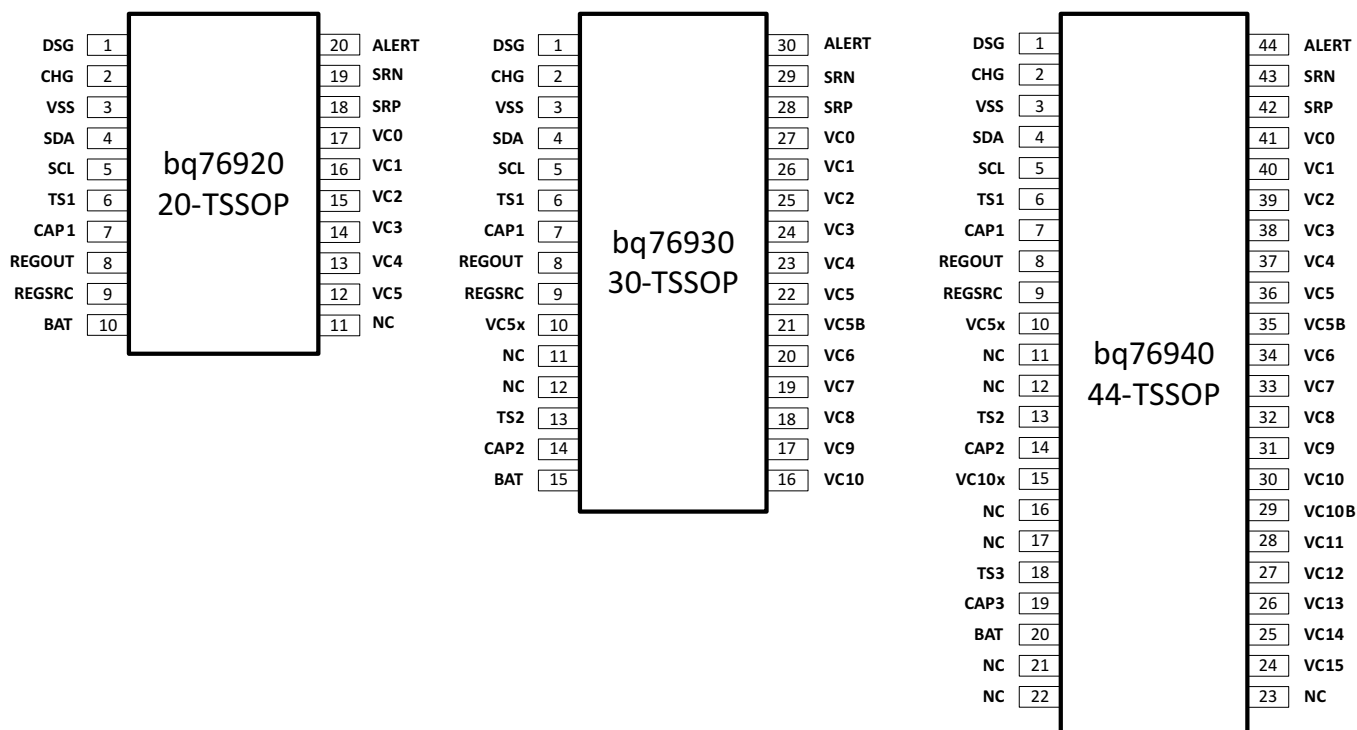 DSG 1 20 ALERT
CHG 2 19 SRN
VSS 3 18 SRP
SDA 4 17 VC0
SCL 5 16 VC1
TS1 6 15 VC2
CAP1 7 14 VC3
REGOUT 8 13 VC4
REGSRC 9 12 VC5
BAT 10 11 NC
bq76920
20-TSSOP
DSG 1 30 ALERT
CHG 2 29 SRN
VSS 3 28 SRP
SDA 4 27 VC0
SCL 5 26 VC1
TS1 6 25 VC2
CAP1 7 24 VC3
REGOUT 8 23 VC4
REGSRC 9 22 VC5
VC5x 10 21 VC5B
NC 11 20 VC6
NC 12 19 VC7
TS2 13 18 VC8
CAP2 14 17 VC9
BAT 15 16 VC10
bq76930
30-TSSOP
DSG 1 44 ALERT
CHG 2 43 SRN
VSS 3 42 SRP
SDA 4 41 VC0
SCL 5 40 VC1
TS1 6 39 VC2
CAP1 7 38 VC3
REGOUT 8 37 VC4
REGSRC 9 36 VC5
VC5x 10 35 VC5B
NC 11 34 VC6
NC 12 33 VC7
TS2 13 32 VC8
CAP2 14 31 VC9
VC10x 15 30 VC10
NC 16 29 VC10B
NC 17 28 VC11
TS3 18 27 VC12
CAP3 19 26 VC13
BAT 20 25 VC14
NC 21 24 VC15
NC 22 23 NC
bq76940
44-TSSOP